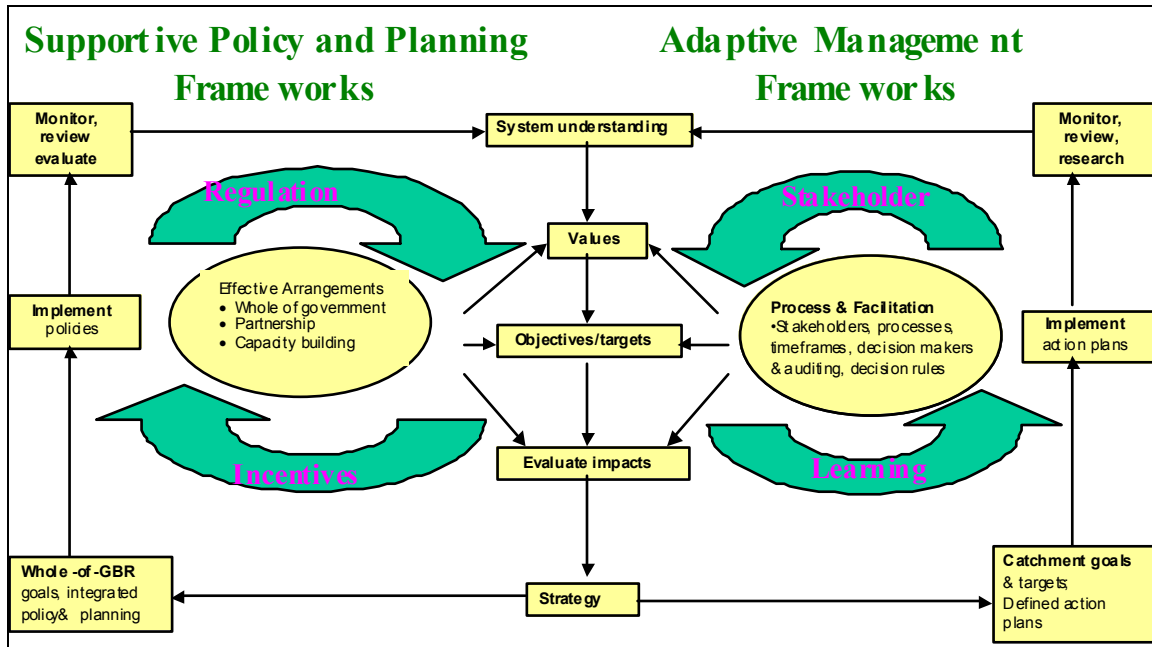 Supportive Policy and Planning
Frameworks
Adaptive Management
Frameworks
Monitor,
review
evaluate
System understanding
Monitor,
review,
research
Regulation
Stakeholder
Values
Effective Arrangements
• Whole of government
• Partnership
• Capacity building
Process & Facilitation
•Stakeholders, processes,
timeframes, decision makers
& auditing, decision rules
Implement
policies
Objectives/targets
Implement
action plans
Incentives
Evaluate impacts
Learning
Whole-of-GBR
goals, integrated
policy& planning
Strategy
Catchment goals
& targets;
Defined action
plans